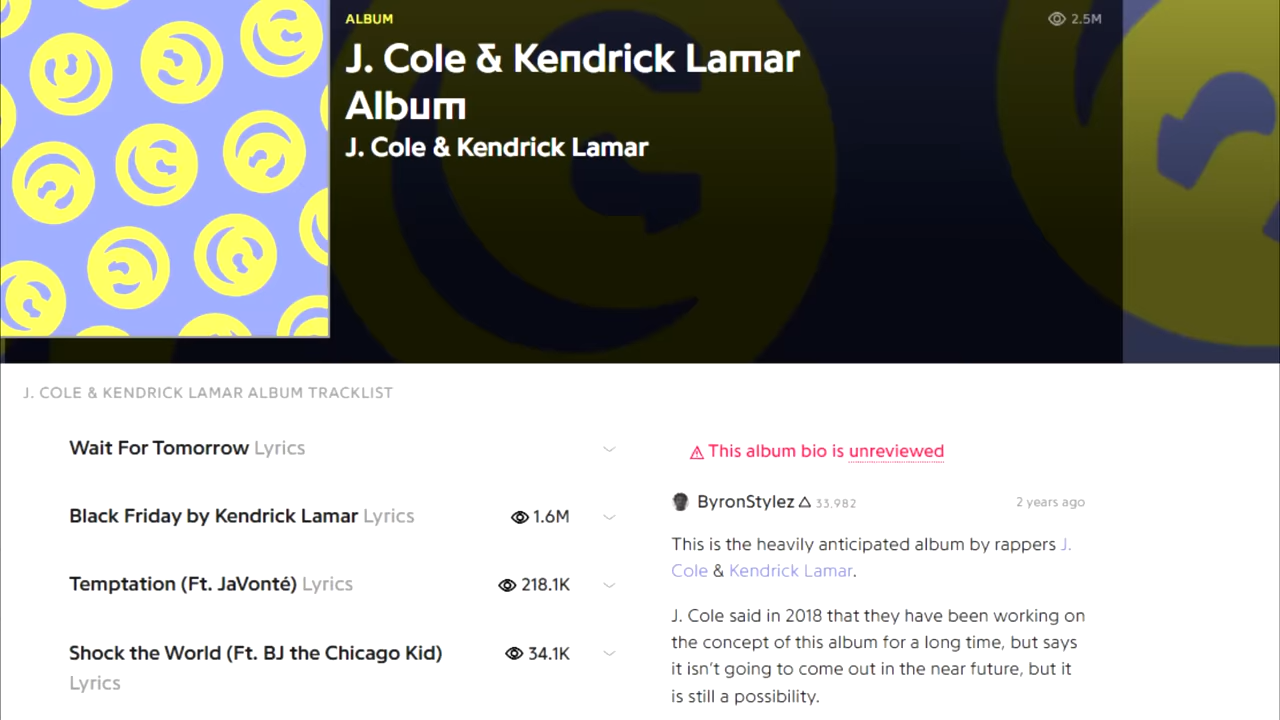 ALBUM
2.5M
J. Cole & Kendrick Lamar
Album
J. Cole & Kendrick Lamar
J. COLE & KENDRICK LAMAR ALBUM TRACKLIST
Wait For Tomorrow Lyrics
Black Friday by Kendrick Lamar Lyrics 1.6M
Temptation (Ft. JaVonté) Lyrics 218.1K
Shock the World (Ft. BJ the Chicago Kid) 34.1K
Lyrics
This album bio is unreviewed
ByronStylez 33,982 2 years ago
This is the heavily anticipated album by rappers J.
Cole & Kendrick Lamar.
J. Cole said in 2018 that they have been working on
the concept of this album for a long time, but says
it isn't going to come out in the near future, but it
is still a possibility.